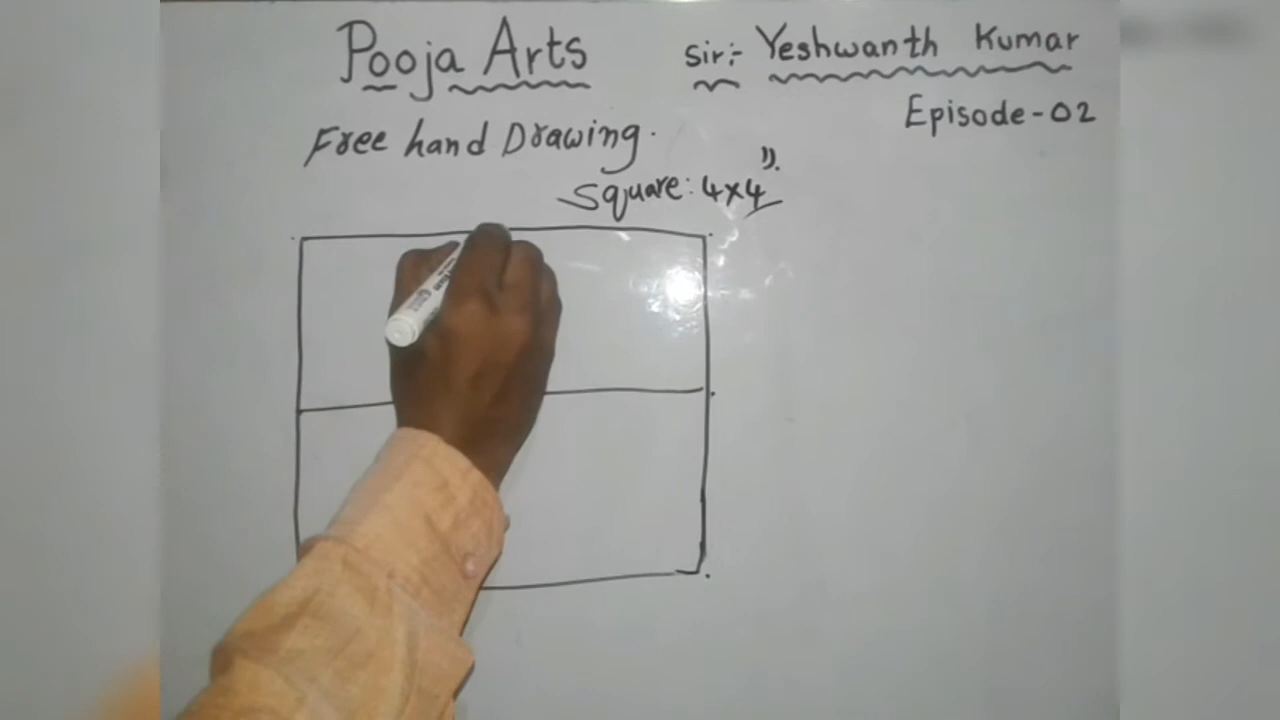 Pooja Arts
Sir:- Yeshwanth Kumar
Episode-02
Free hand Drawing.
Square: 4x4".